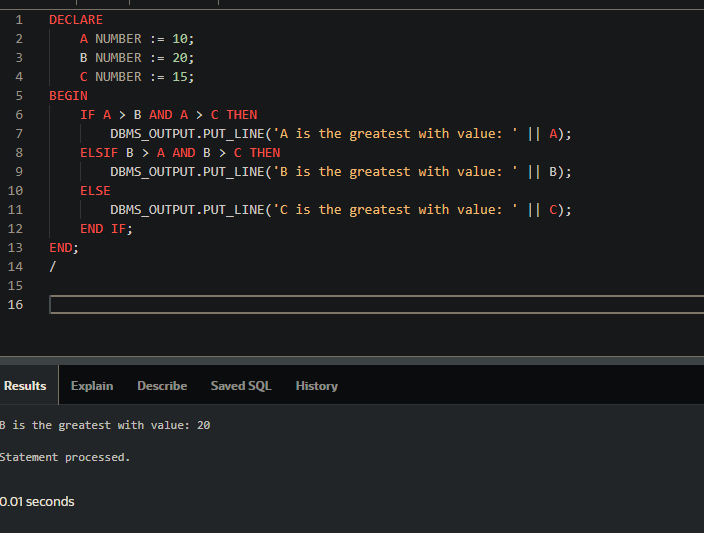 1 DECLARE
2 A NUMBER := 10;
3 B NUMBER := 20;
4 C NUMBER := 15;
5 BEGIN
6 IF A > B AND A > C THEN
7 DBMS_OUTPUT.PUT_LINE('A is the greatest with value: ' || A);
8 ELSIF B > A AND B > C THEN
9 DBMS_OUTPUT.PUT_LINE('B is the greatest with value: ' || B);
10 ELSE
11 DBMS_OUTPUT.PUT_LINE('C is the greatest with value: ' || C);
12 END IF;
13 END;
14 /
15
16
Results Explain Describe Saved SQL History
B is the greatest with value: 20
Statement processed.
0.01 seconds